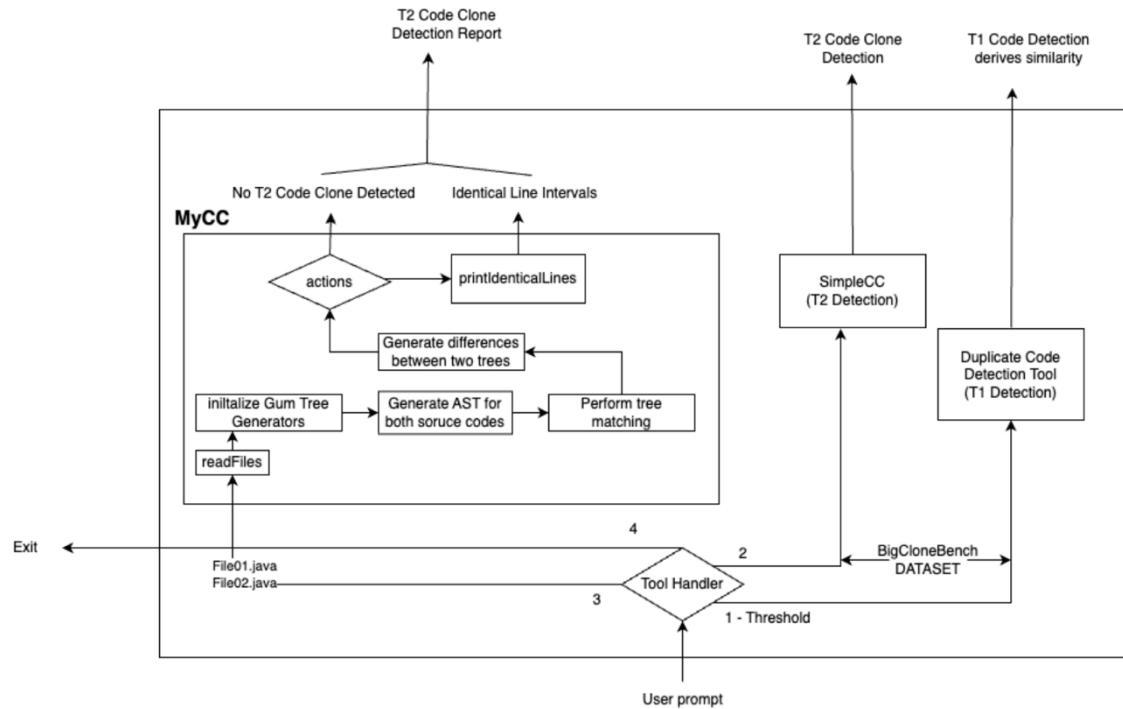 T2 Code Clone
Detection Report
T2 Code Clone
Detection
T1 Code Detection
derives similarity
No T2 Code Clone Detected
Identical Line Intervals
MyCC
actions
printIdenticalLines
SimpleCC
(T2 Detection)
Generate differences
between two trees
Duplicate Code
Detection Tool
(T1 Detection)
iniltalize Gum Tree
Generators
Generate AST for
both soruce codes
Perform tree
matching
readFiles
4
Exit
2
BigCloneBench
DATASET
File01.java
File02.java
Tool Handler
3
1 - Threshold
User prompt